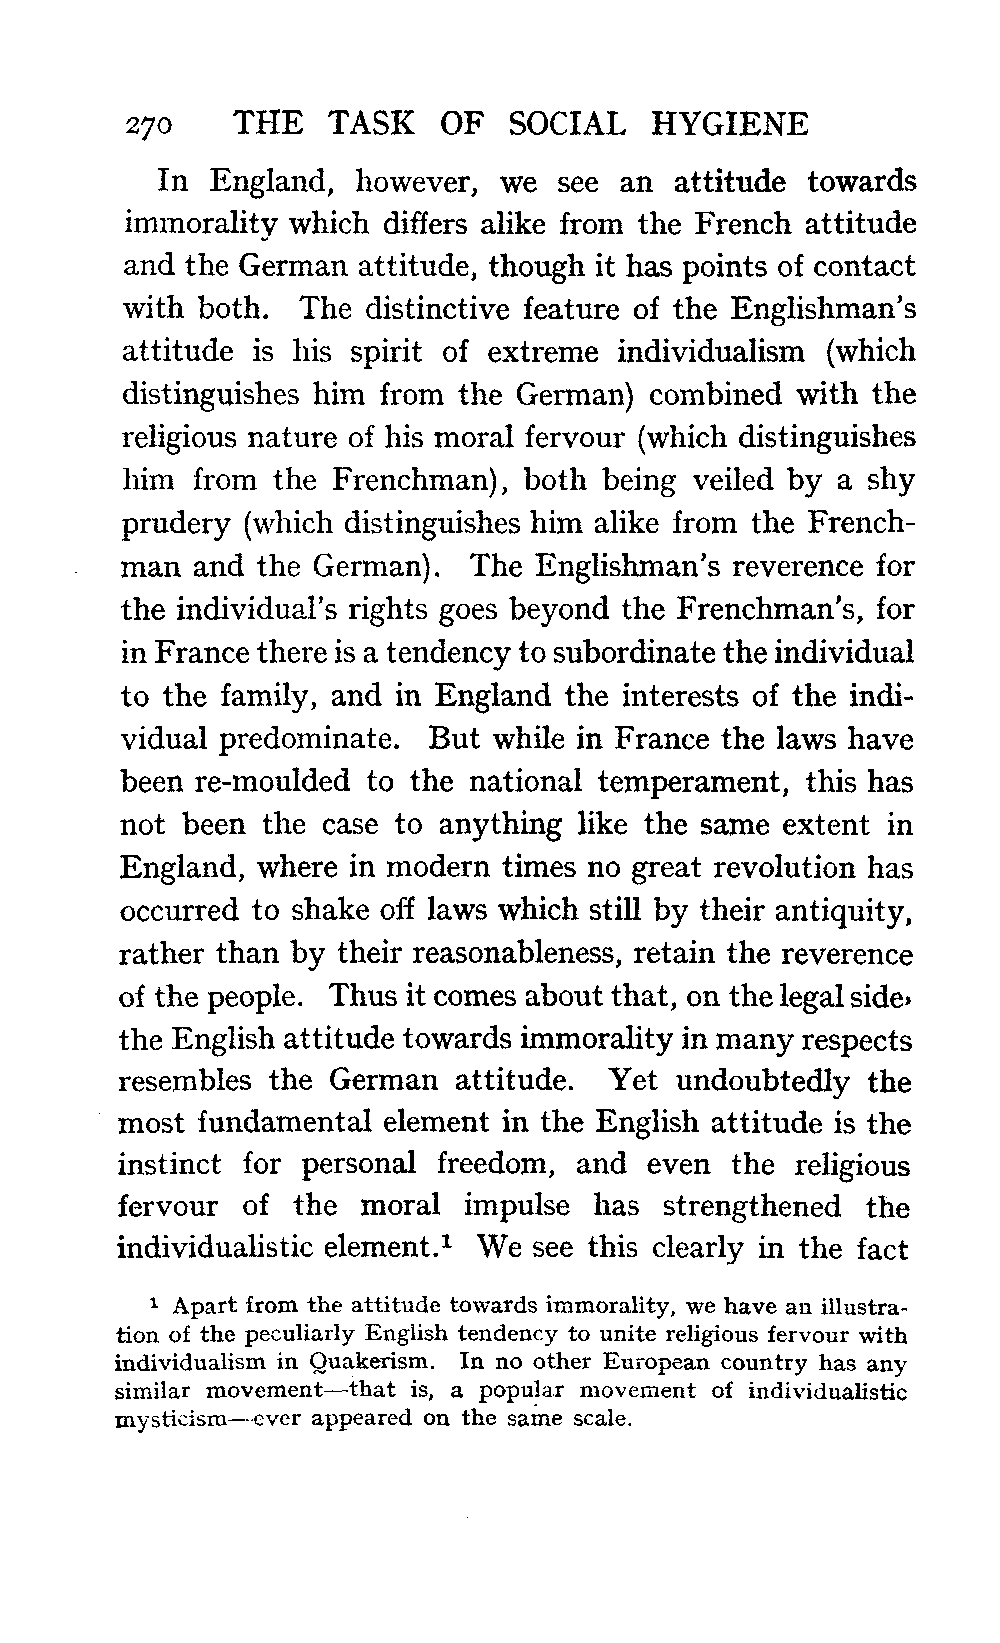 270 THE TASK OF SOCIAL HYGIENE
In England, however, we see an attitude towards
immorality which differs alike from the French attitude
and the German attitude, though it has points of contact
with both. The distinctive feature of the Englishman's
attitude is his spirit of extreme individualism (which
distinguishes him from the German) combined with the
religious nature of his moral fervour (which distinguishes
him from the Frenchman), both being veiled by a shy
prudery (which distinguishes him alike from the French-
man and the German). The Englishman's reverence for
the individual's rights goes beyond the Frenchman's, for
in France there is a tendency to subordinate the individual
to the family, and in England the interests of the indi-
vidual predominate. But while in France the laws have
been re-moulded to the national temperament, this has
not been the case to anything like the same extent in
England, where in modern times no great revolution has
occurred to shake off laws which still by their antiquity,
rather than by their reasonableness, retain the reverence
of the people. Thus it comes about that, on the legal side,
the English attitude towards immorality in many respects
resembles the German attitude. Yet undoubtedly the
most fundamental element in the English attitude is the
instinct for personal freedom, and even the religious
fervour of the moral impulse has strengthened the
individualistic element.¹ We see this clearly in the fact
¹ Apart from the attitude towards immorality, we have an illustra-
tion of the peculiarly English tendency to unite religious fervour with
individualism in Quakerism. In no other European country has any
similar movement—that is, a popular movement of individualistic
mysticism—ever appeared on the same scale.